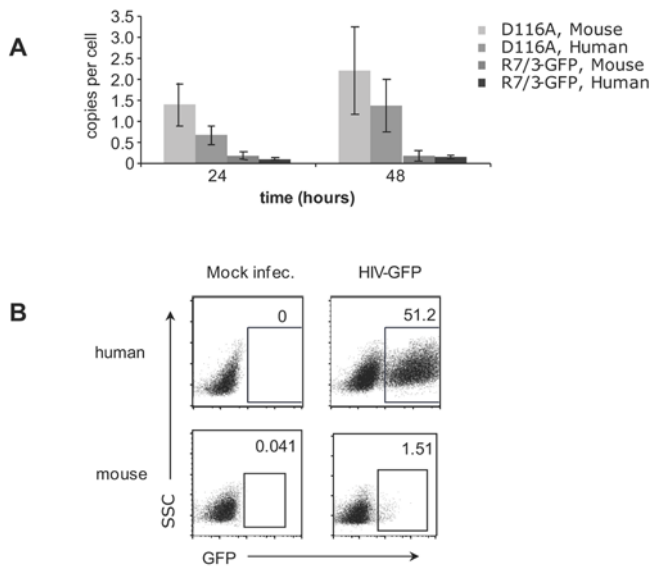 A
copies per cell
3.5
3.0
2.5
2.0
1.5
1.0
0.5
0
24
48
time (hours)
D116A, Mouse
D116A, Human
R7/3-GFP, Mouse
R7/3-GFP, Human
B
Mock infec.
HIV-GFP
human
0
51.2
mouse
0.041
1.51
SSC
GFP